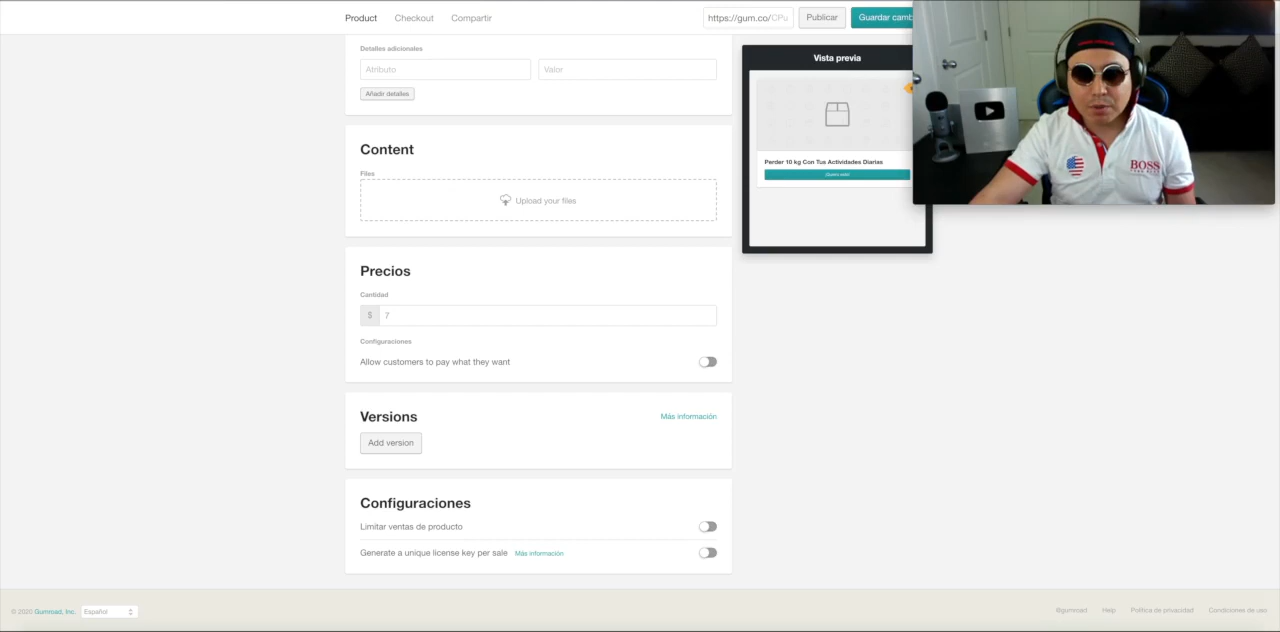 Product
Checkout
Compartir
https://gum.co/CPu
Publicar
Guardar camb
Detalles adicionales
Atributo
Valor
Añadir detalles
Vista previa
Perder 10 kg Con Tus Actividades Diarias
¡Quiero esto!
Content
Files
Upload your files
Precios
Cantidad
$ 7
Configuraciones
Allow customers to pay what they want
Versions
Más información
Add version
Configuraciones
Limitar ventas de producto
Generate a unique license key per sale Más información
BOSS
© 2020 Gumroad, Inc.
Español
@gumroad
Help
Política de privacidad
Condiciones de uso